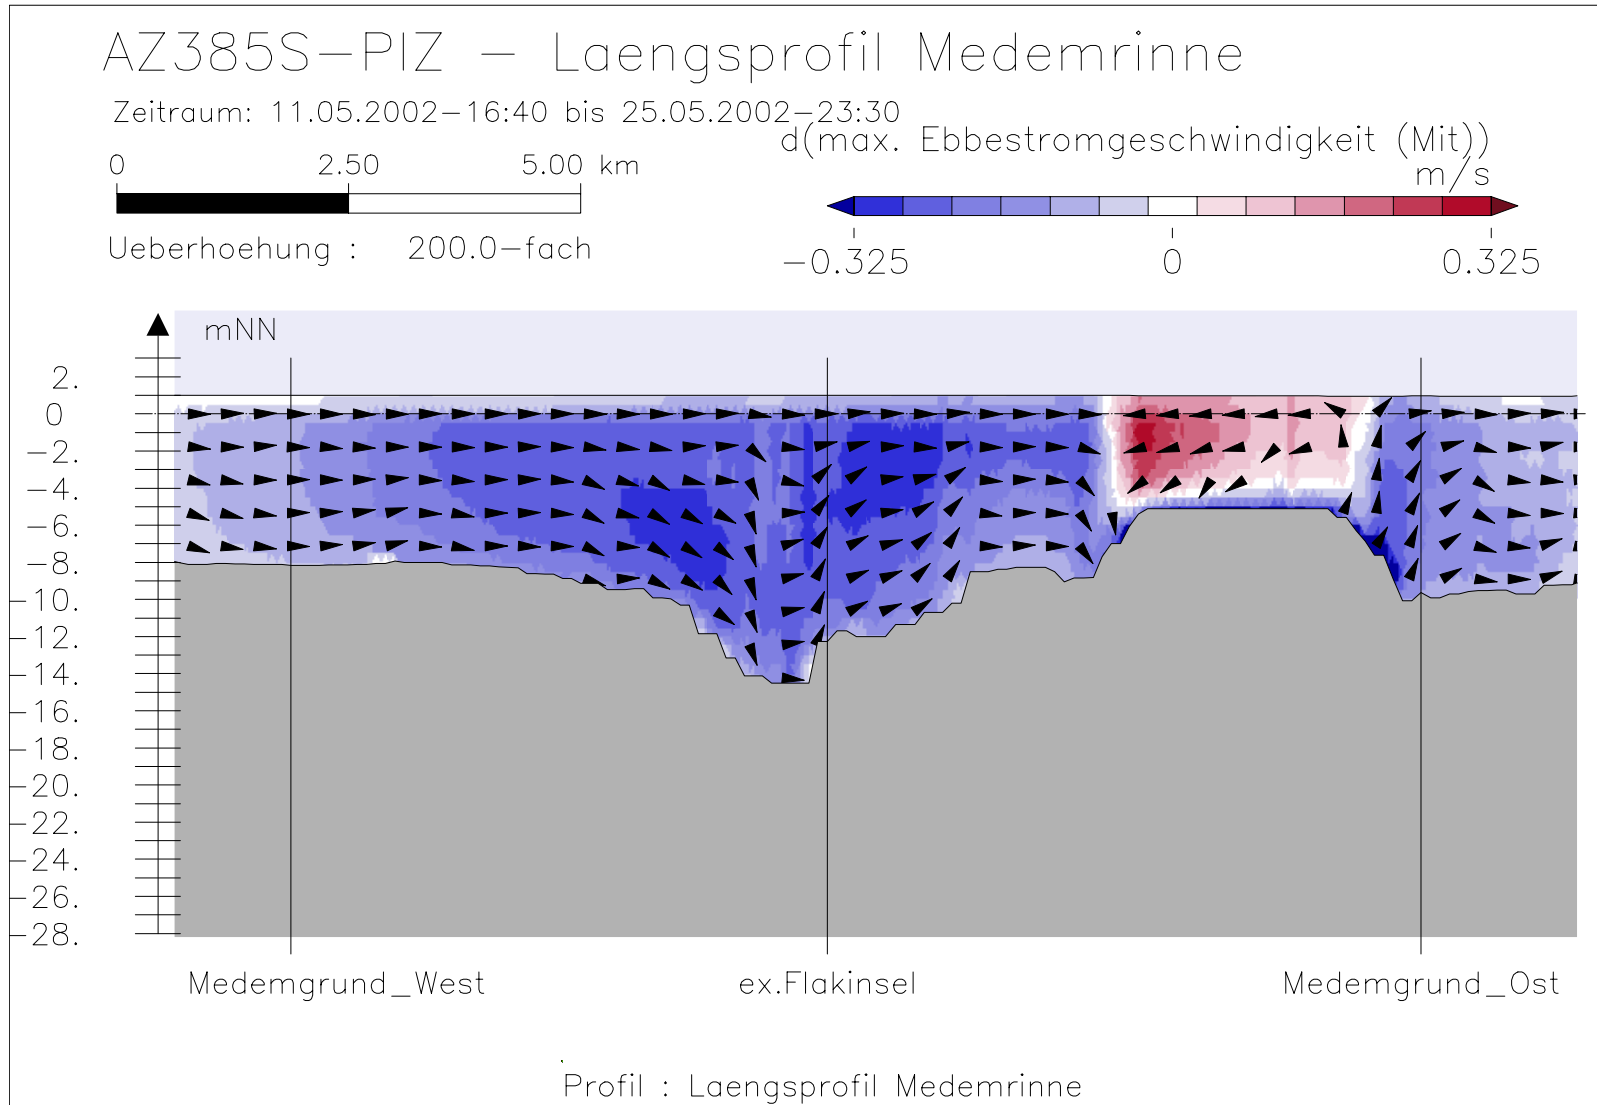 AZ385S-PIZ - Laengsprofil Medemrinne
Zeitraum: 11.05.2002-16:40 bis 25.05.2002-23:30
d(max. Ebbestromgeschwindigkeit (Mit))
m/s
0 2.50 5.00 km
Ueberhoehung : 200.0-fach
-0.325 0 0.325
mNN
2.
0
-2.
-4.
-6.
-8.
-10.
-12.
-14.
-16.
-18.
-20.
-22.
-24.
-26.
-28.
Medemgrund_West ex.Flakinsel Medemgrund_Ost
Profil : Laengsprofil Medemrinne